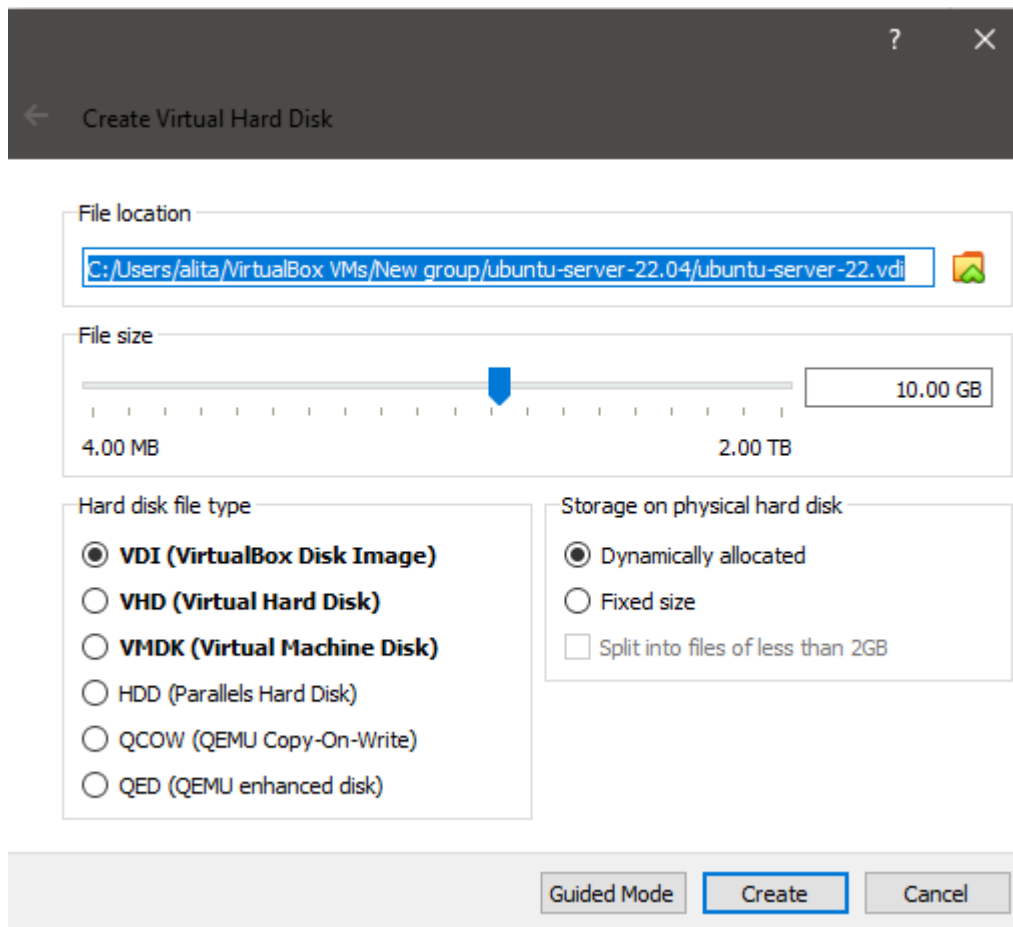 ?
Create Virtual Hard Disk
File location
C:/Users/alita/VirtualBox VMs/New group/ubuntu-server-22.04/ubuntu-server-22.vdi
File size
10.00 GB
4.00 MB 2.00 TB
Hard disk file type
VDI (VirtualBox Disk Image)
VHD (Virtual Hard Disk)
VMDK (Virtual Machine Disk)
HDD (Parallels Hard Disk)
QCOW (QEMU Copy-On-Write)
QED (QEMU enhanced disk)
Storage on physical hard disk
Dynamically allocated
Fixed size
Split into files of less than 2GB
Guided Mode Create Cancel